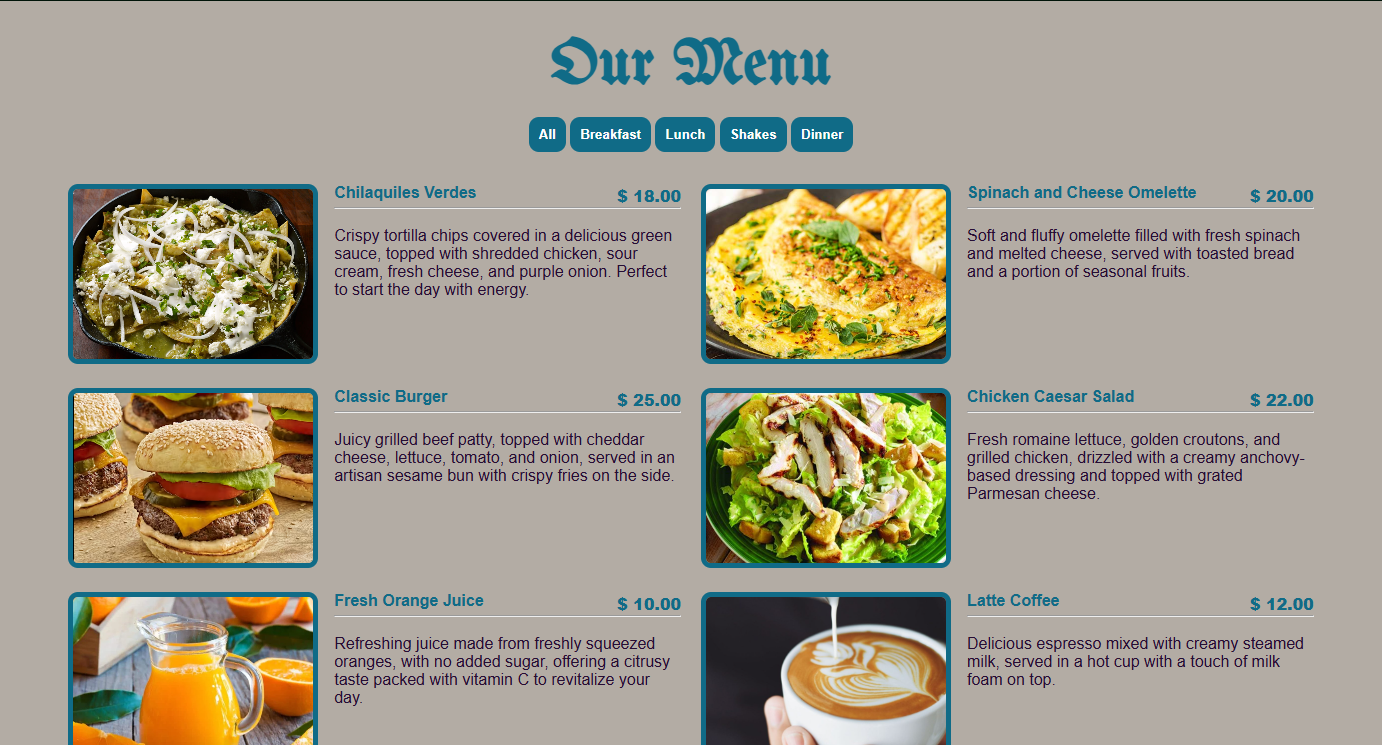 Our Menu
All Breakfast Lunch Shakes Dinner
Chilaquiles Verdes $ 18.00
Crispy tortilla chips covered in a delicious green
sauce, topped with shredded chicken, sour
cream, fresh cheese, and purple onion. Perfect
to start the day with energy.
Spinach and Cheese Omelette $ 20.00
Soft and fluffy omelette filled with fresh spinach
and melted cheese, served with toasted bread
and a portion of seasonal fruits.
Classic Burger $ 25.00
Juicy grilled beef patty, topped with cheddar
cheese, lettuce, tomato, and onion, served in an
artisan sesame bun with crispy fries on the side.
Chicken Caesar Salad $ 22.00
Fresh romaine lettuce, golden croutons, and
grilled chicken, drizzled with a creamy anchovy-
based dressing and topped with grated
Parmesan cheese.
Fresh Orange Juice $ 10.00
Refreshing juice made from freshly squeezed
oranges, with no added sugar, offering a citrusy
taste packed with vitamin C to revitalize your
day.
Latte Coffee $ 12.00
Delicious espresso mixed with creamy steamed
milk, served in a hot cup with a touch of milk
foam on top.